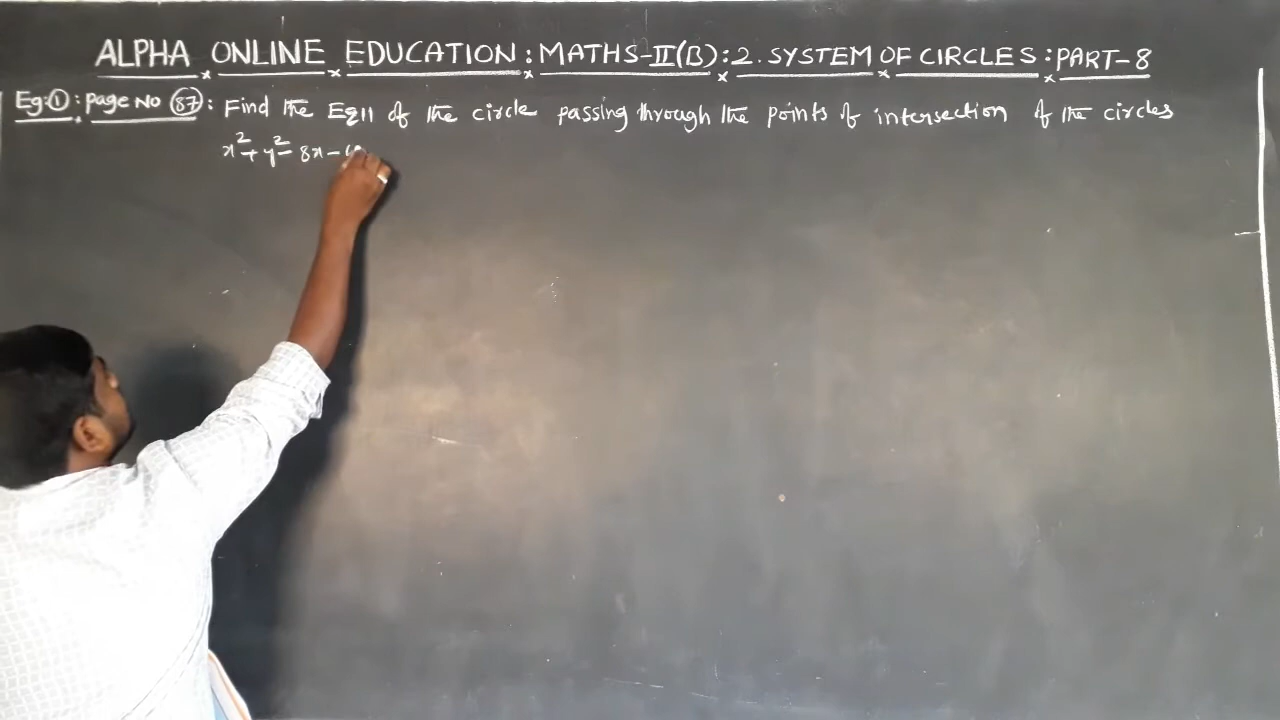 ALPHA ONLINE EDUCATION : MATHS-II(B) : 2. SYSTEM OF CIRCLES : PART-8
Eg:① : page No 87 : Find the Eqn of the circle passing through the points of intersection of the circles
x²+y²-8x-6